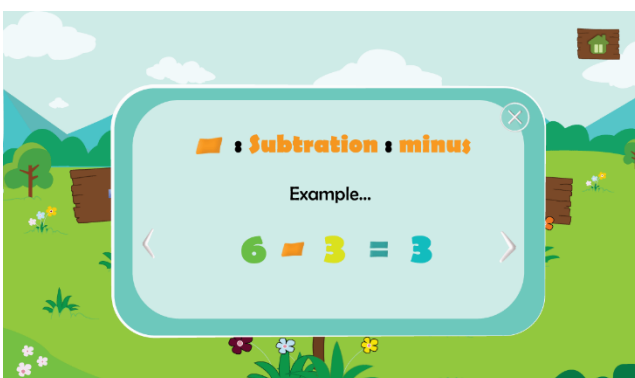 - : Subtration : minus
Example...
6 - 3 = 3